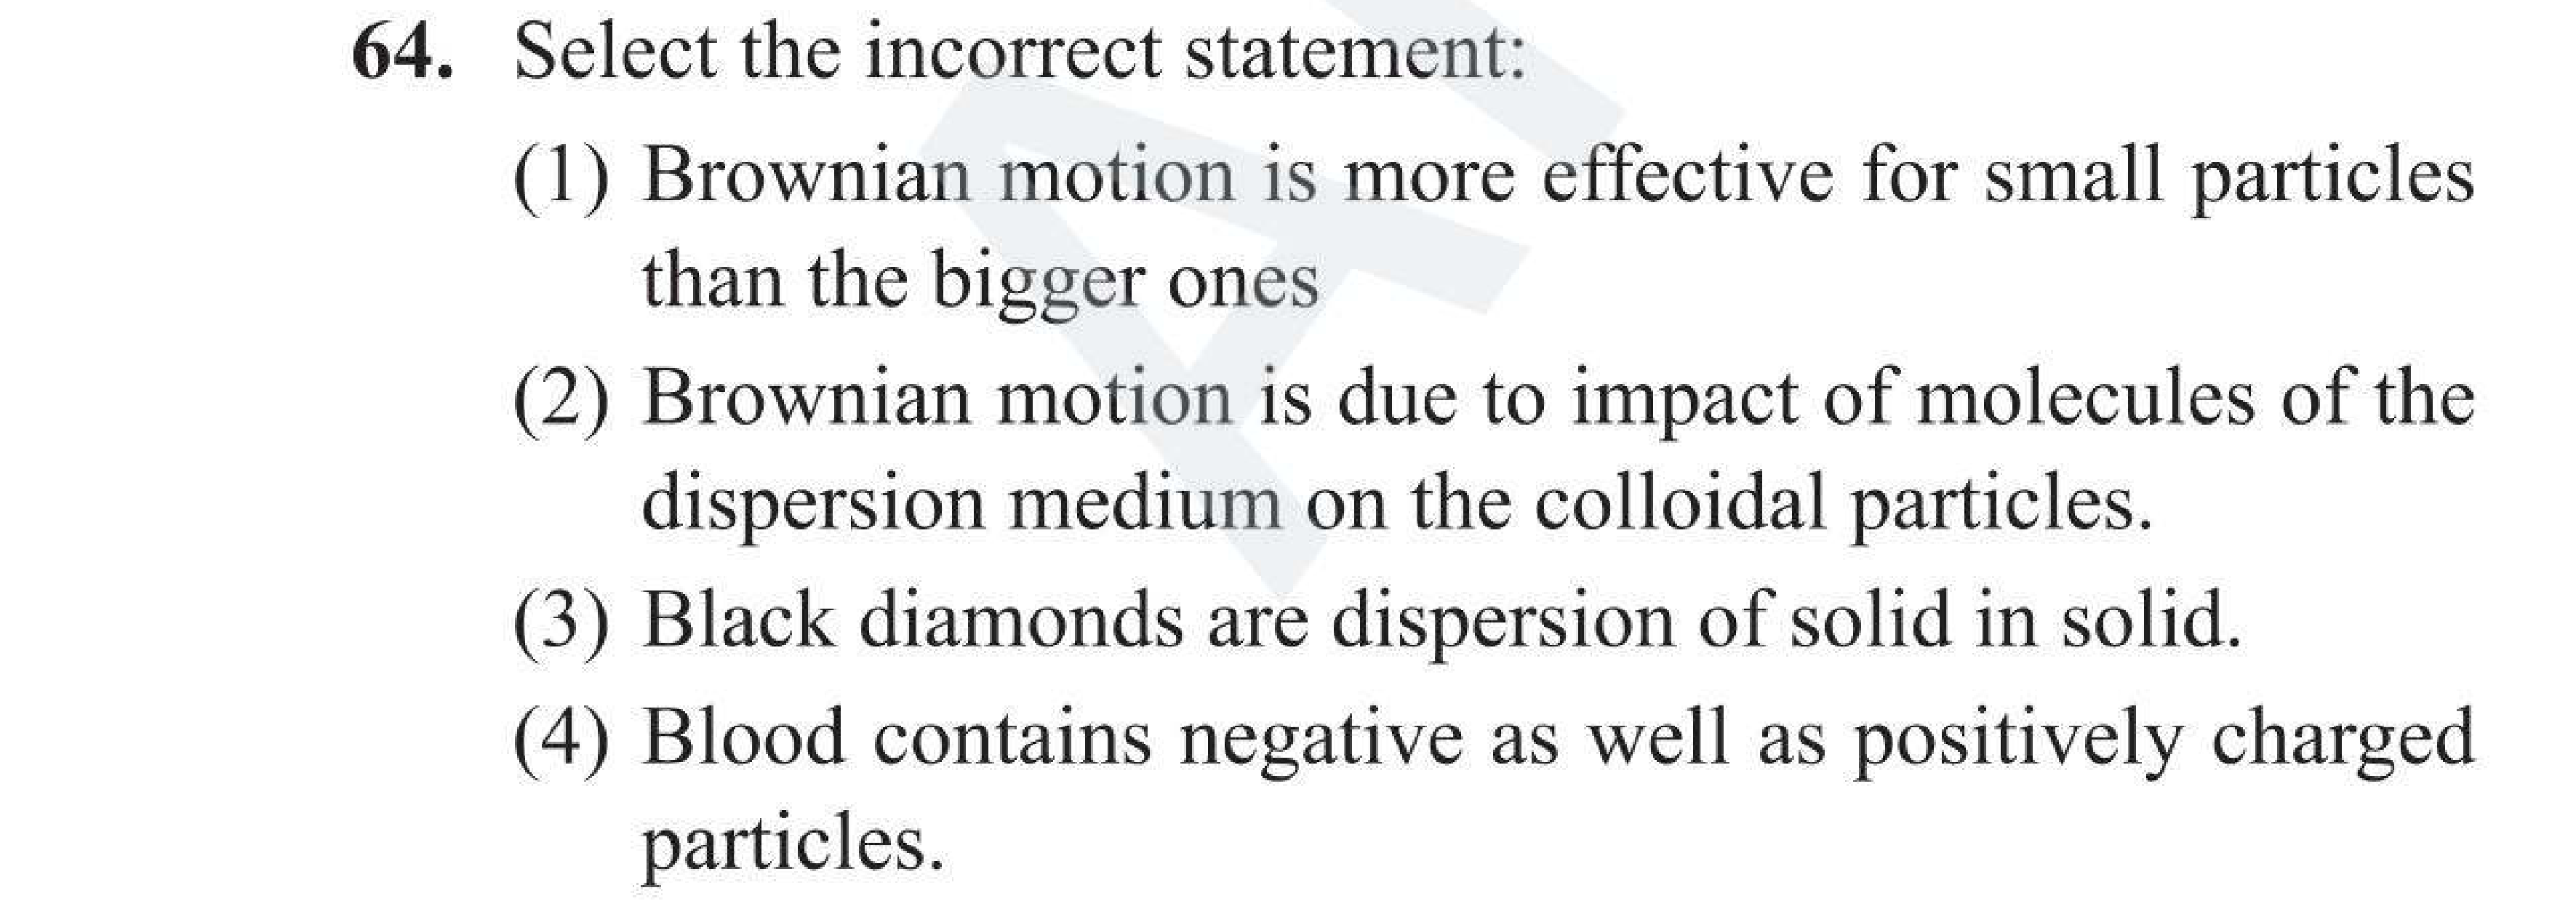 64. Select the incorrect statement:
(1) Brownian motion is more effective for small particles
than the bigger ones
(2) Brownian motion is due to impact of molecules of the
dispersion medium on the colloidal particles.
(3) Black diamonds are dispersion of solid in solid.
(4) Blood contains negative as well as positively charged
particles.